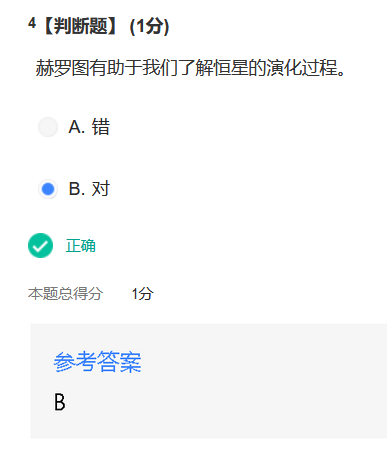 4【判断题】 (1分)
赫罗图有助于我们了解恒星的演化过程。
A. 错
B. 对
正确
本题总得分 1分
参考答案
B